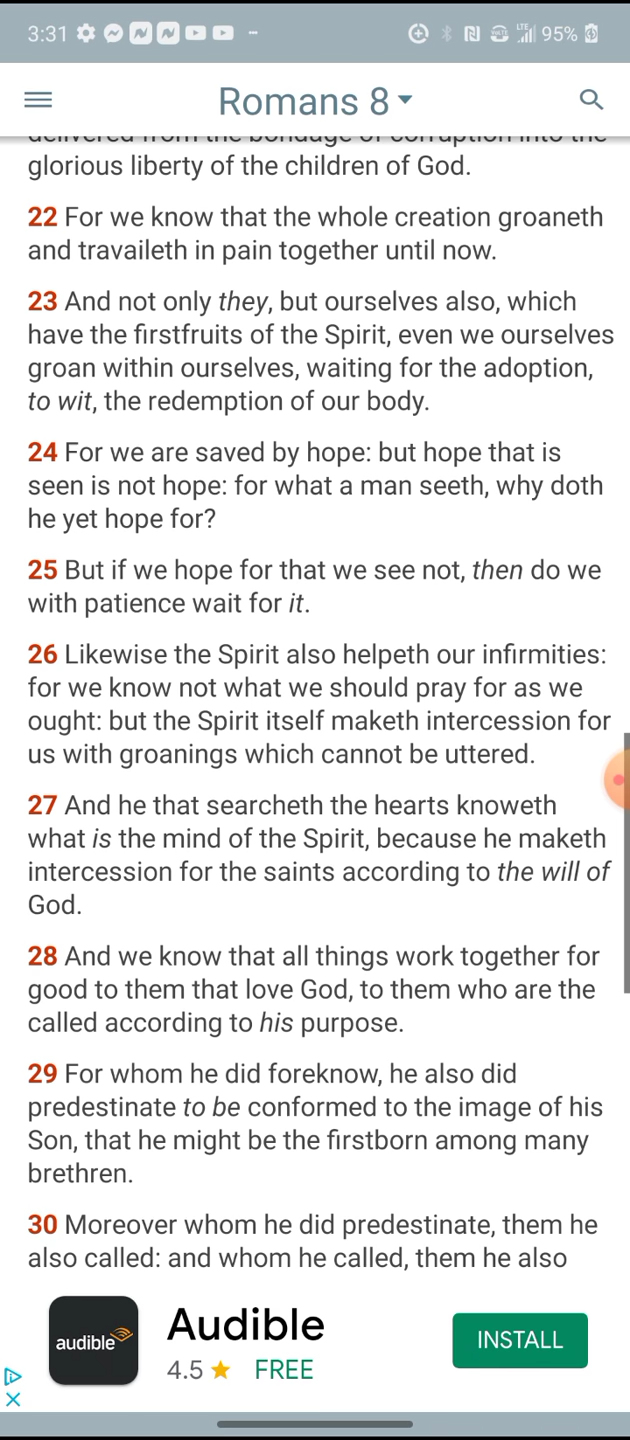 3:31 LTE 95%
Romans 8
delivered from the bondage of corruption into the
glorious liberty of the children of God.
22 For we know that the whole creation groaneth
and travaileth in pain together until now.
23 And not only they, but ourselves also, which
have the firstfruits of the Spirit, even we ourselves
groan within ourselves, waiting for the adoption,
to wit, the redemption of our body.
24 For we are saved by hope: but hope that is
seen is not hope: for what a man seeth, why doth
he yet hope for?
25 But if we hope for that we see not, then do we
with patience wait for it.
26 Likewise the Spirit also helpeth our infirmities:
for we know not what we should pray for as we
ought: but the Spirit itself maketh intercession for
us with groanings which cannot be uttered.
27 And he that searcheth the hearts knoweth
what is the mind of the Spirit, because he maketh
intercession for the saints according to the will of
God.
28 And we know that all things work together for
good to them that love God, to them who are the
called according to his purpose.
29 For whom he did foreknow, he also did
predestinate to be conformed to the image of his
Son, that he might be the firstborn among many
brethren.
30 Moreover whom he did predestinate, them he
also called: and whom he called, them he also
audible
Audible
4.5 ★ FREE
INSTALL